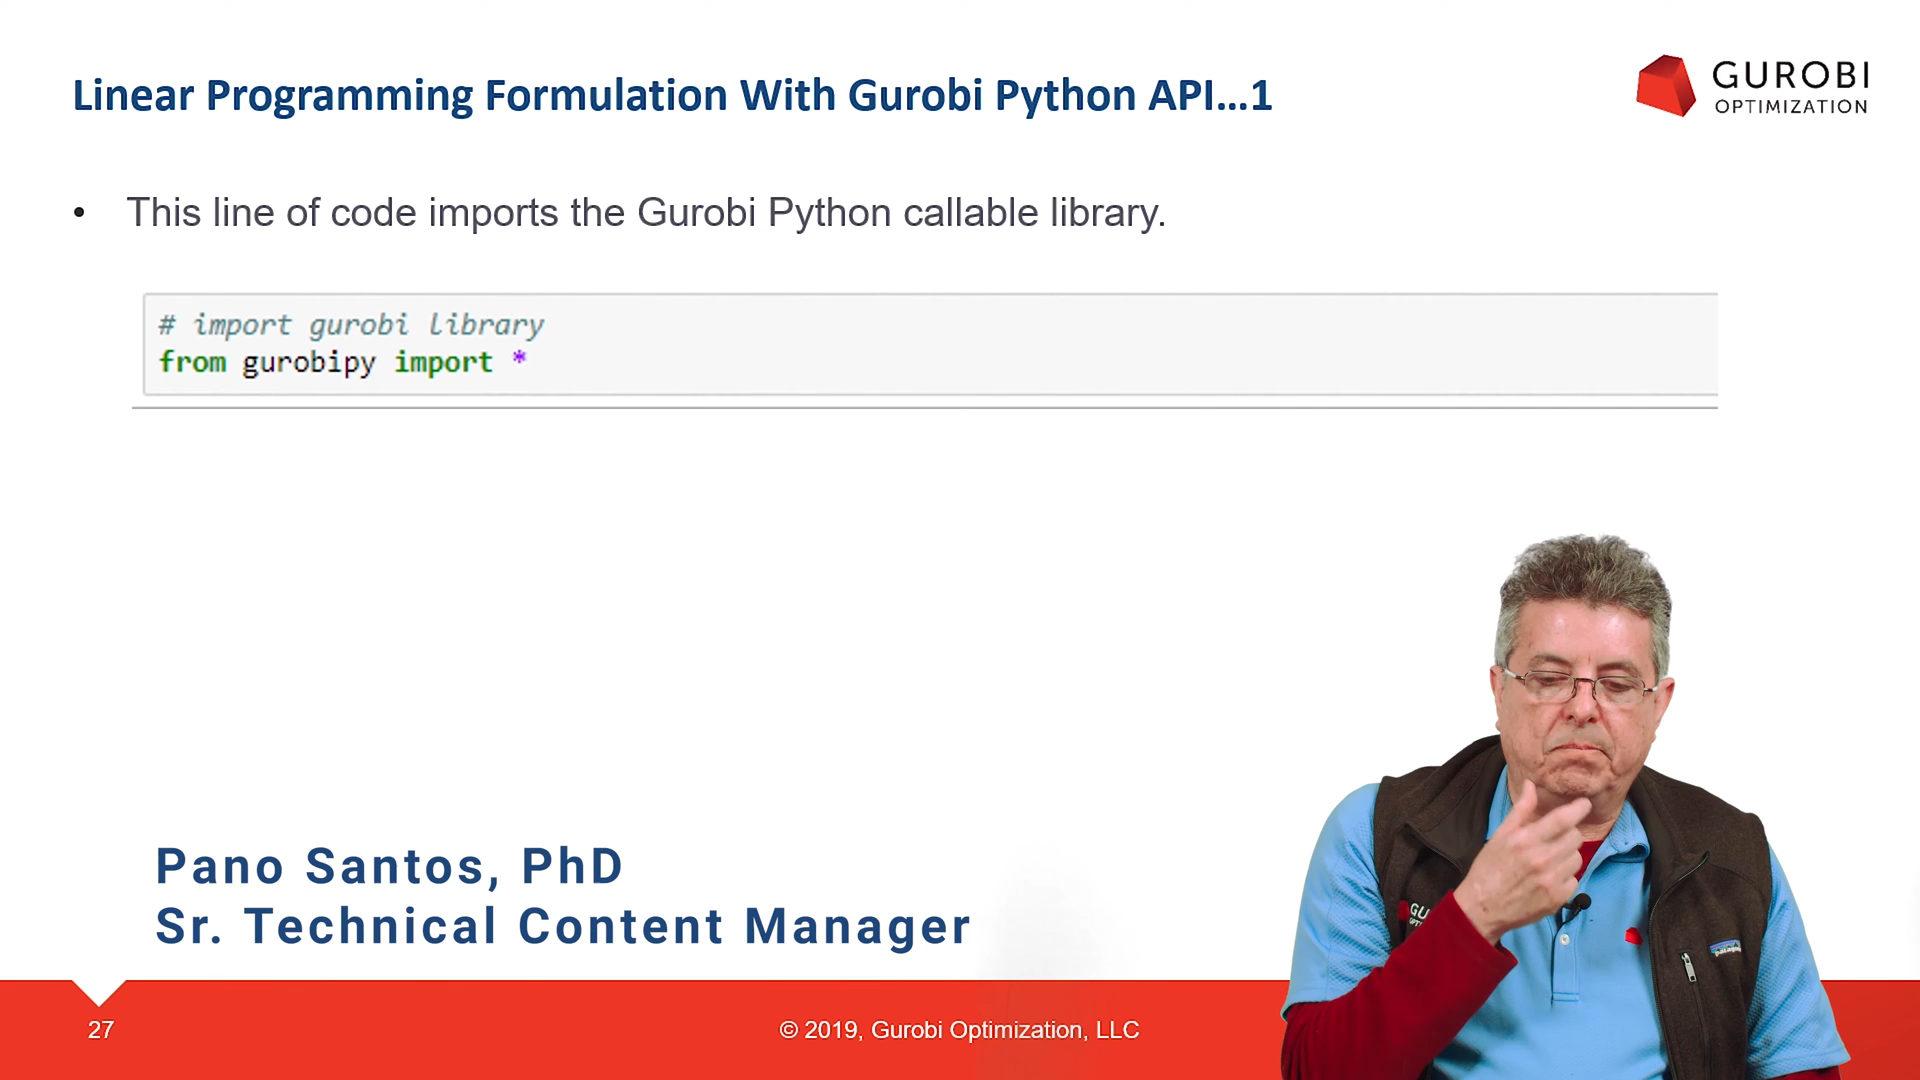 Linear Programming Formulation With Gurobi Python API...1
GUROBI
OPTIMIZATION
• This line of code imports the Gurobi Python callable library.
# import gurobi library
from gurobipy import *
Pano Santos, PhD
Sr. Technical Content Manager
GU
27
© 2019, Gurobi Optimization, LLC